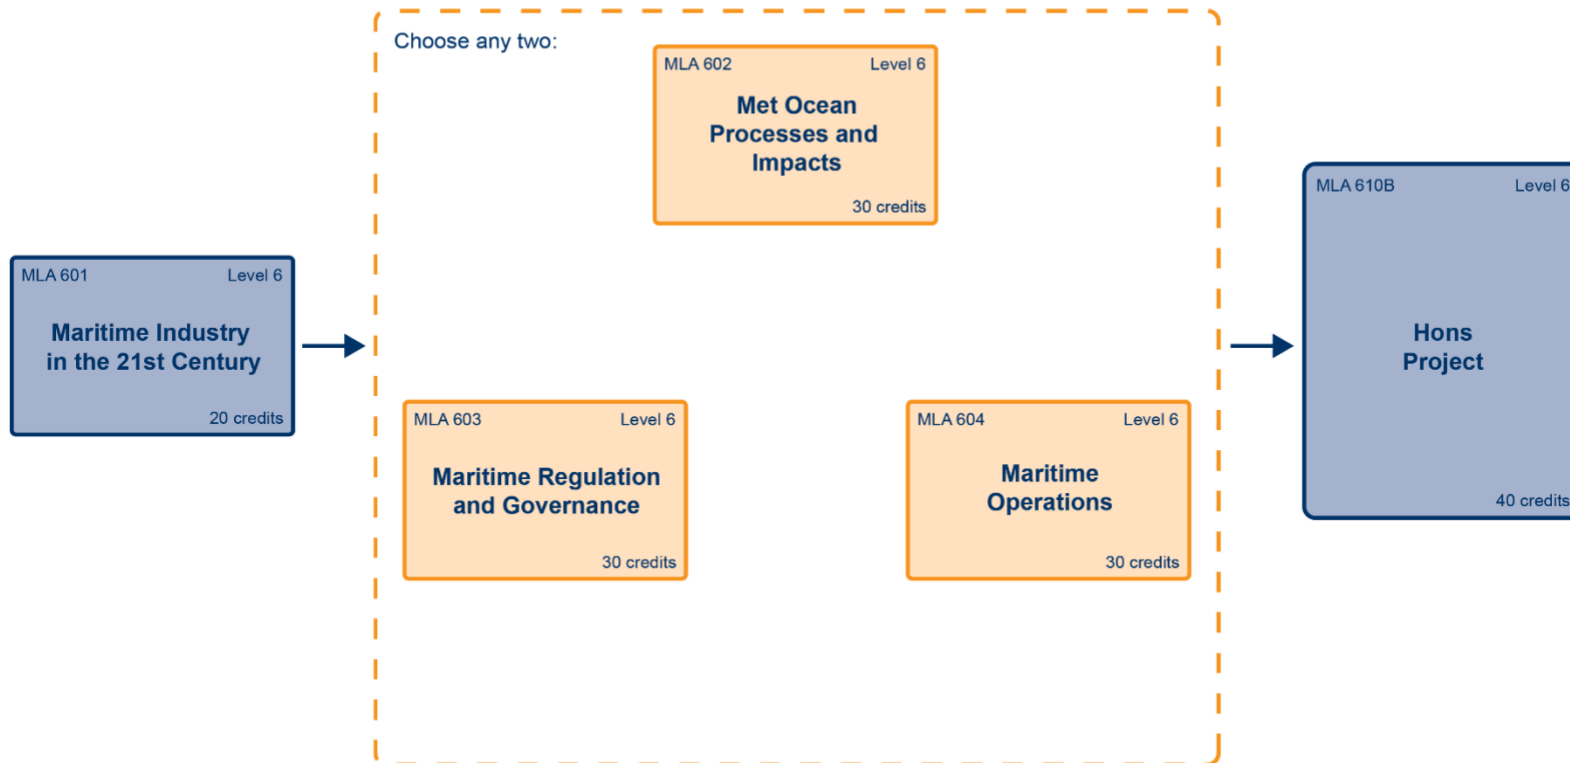 Choose any two:
MLA 602 Level 6
Met Ocean
Processes and
Impacts
30 credits
MLA 601 Level 6
Maritime Industry
in the 21st Century
20 credits
MLA 603 Level 6
Maritime Regulation
and Governance
30 credits
MLA 604 Level 6
Maritime
Operations
30 credits
MLA 610B Level 6
Hons
Project
40 credits